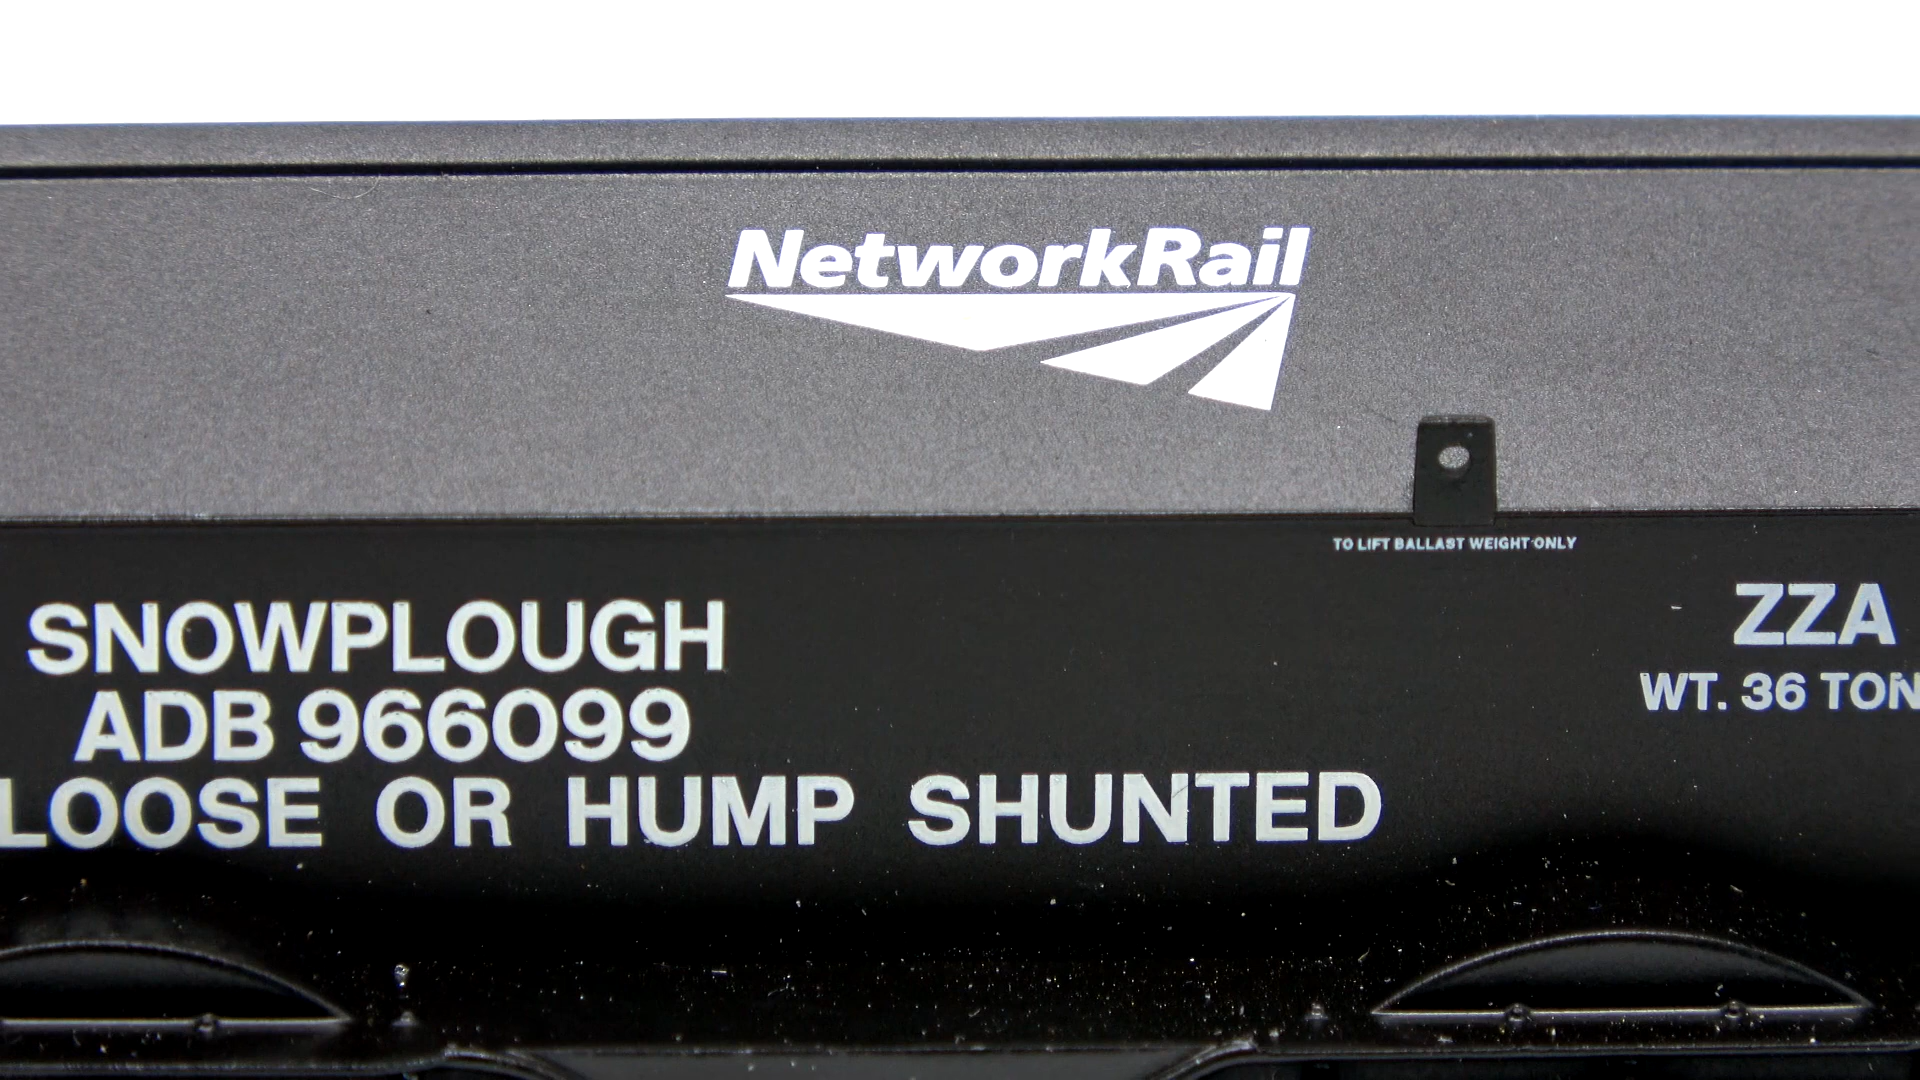 NetworkRail
TO LIFT BALLAST WEIGHT ONLY
SNOWPLOUGH
ADB 966099
LOOSE OR HUMP SHUNTED
ZZA
WT. 36 TON